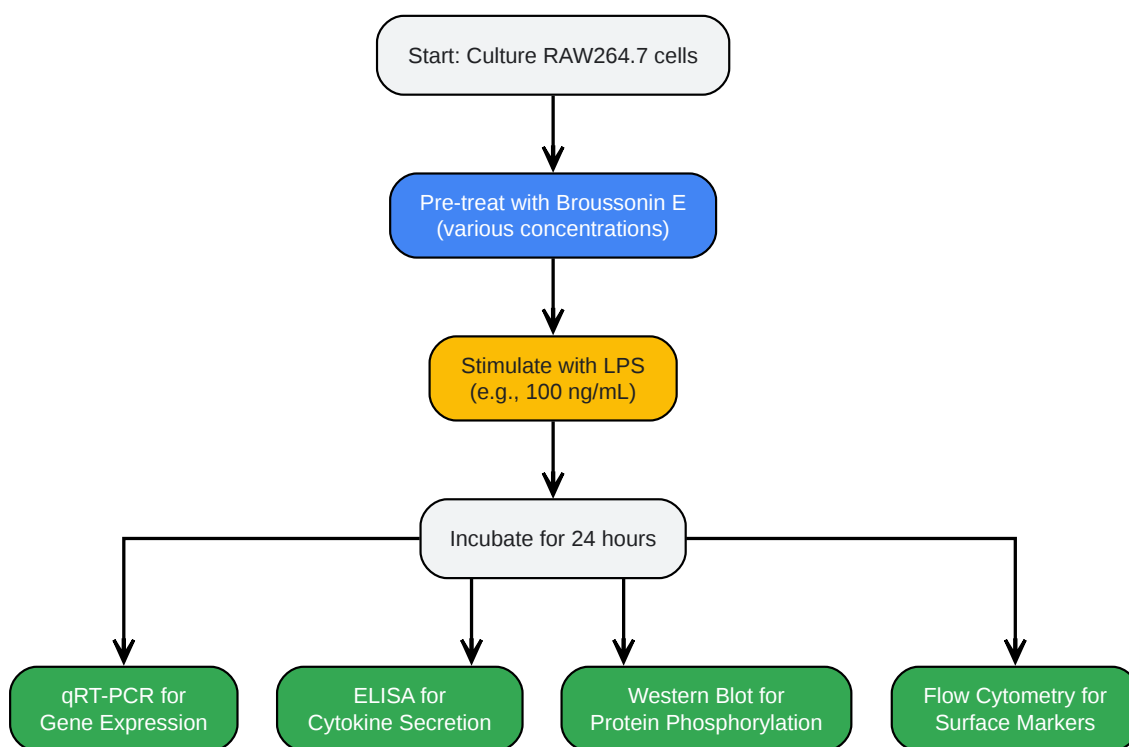 Start: Culture RAW264.7 cells
Pre-treat with Broussonin E
(various concentrations)
Stimulate with LPS
(e.g., 100 ng/mL)
Incubate for 24 hours
qRT-PCR for
Gene Expression
ELISA for
Cytokine Secretion
Western Blot for
Protein Phosphorylation
Flow Cytometry for
Surface Markers